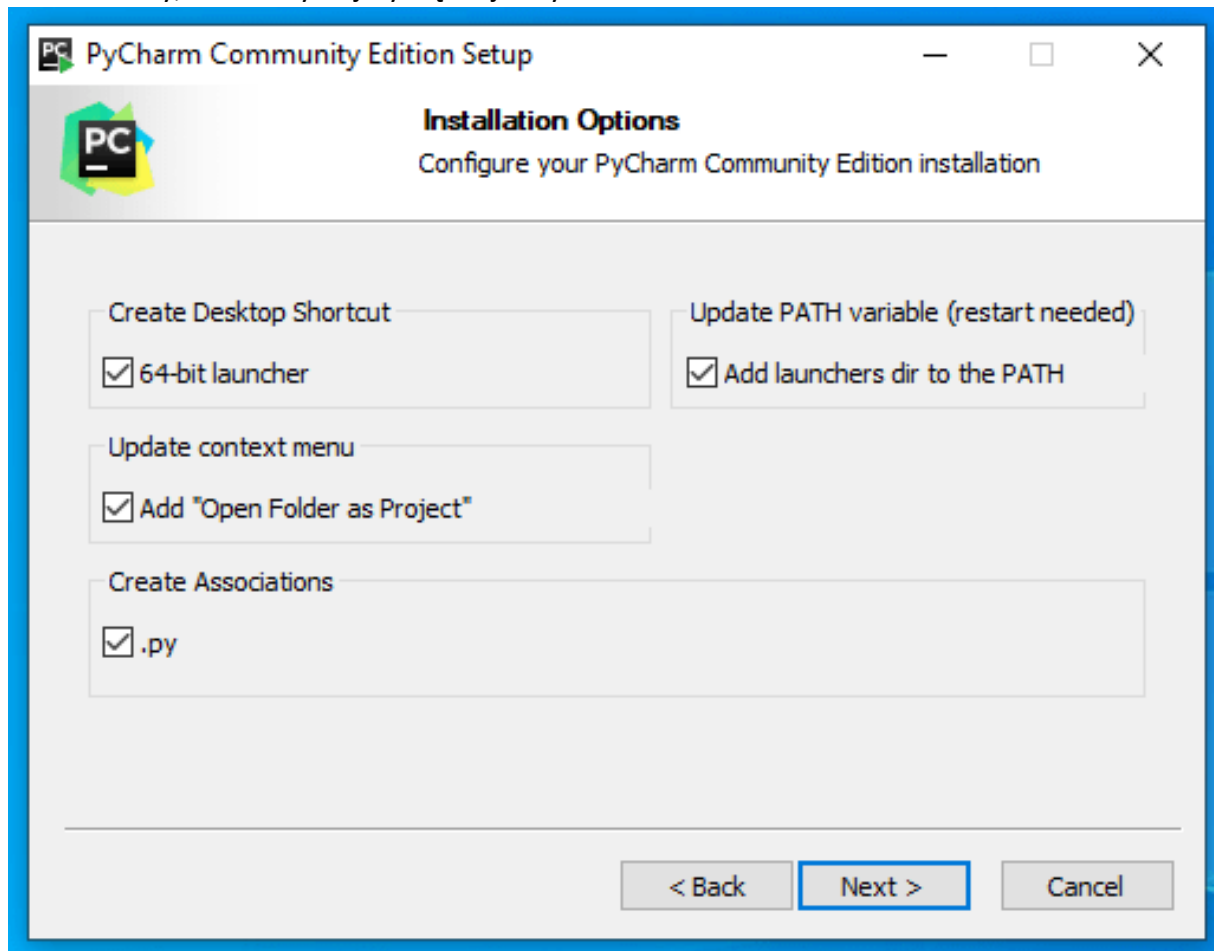 PyCharm Community Edition Setup
PC
Installation Options
Configure your PyCharm Community Edition installation
Create Desktop Shortcut
64-bit launcher
Update PATH variable (restart needed)
Add launchers dir to the PATH
Update context menu
Add "Open Folder as Project"
Create Associations
.py
< Back
Next >
Cancel